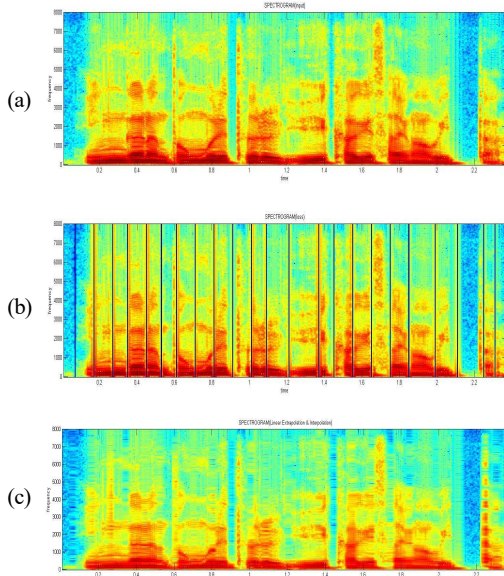 SPECTROGRAM(input)
(a)
frequency
8000
7000
6000
5000
4000
3000
2000
1000
0
0.2 0.4 0.6 0.8 1 1.2 1.4 1.6 1.8 2 2.2
time
SPECTROGRAM(loss)
(b)
frequency
8000
7000
6000
5000
4000
3000
2000
1000
0
0.2 0.4 0.6 0.8 1 1.2 1.4 1.6 1.8 2 2.2
time
SPECTROGRAM(Linear Extrapolation & Interpolation)
(c)
frequency
8000
7000
6000
5000
4000
3000
2000
1000
0
0.2 0.4 0.6 0.8 1 1.2 1.4 1.6 1.8 2 2.2
time